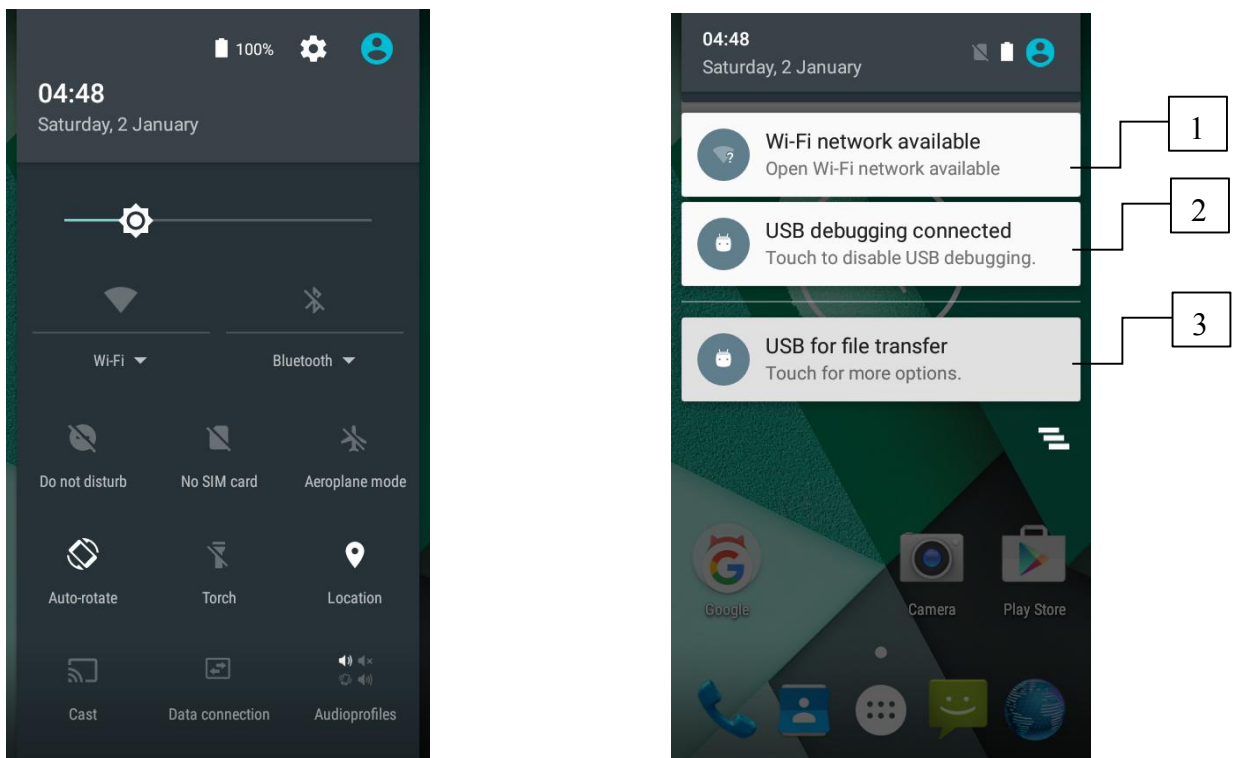 100%
04:48
Saturday, 2 January
Wi-Fi
Bluetooth
Do not disturb
No SIM card
Aeroplane mode
Auto-rotate
Torch
Location
Cast
Data connection
Audioprofiles
04:48
Saturday, 2 January
Wi-Fi network available
Open Wi-Fi network available
1
USB debugging connected
Touch to disable USB debugging.
2
USB for file transfer
Touch for more options.
3
Google
Camera
Play Store